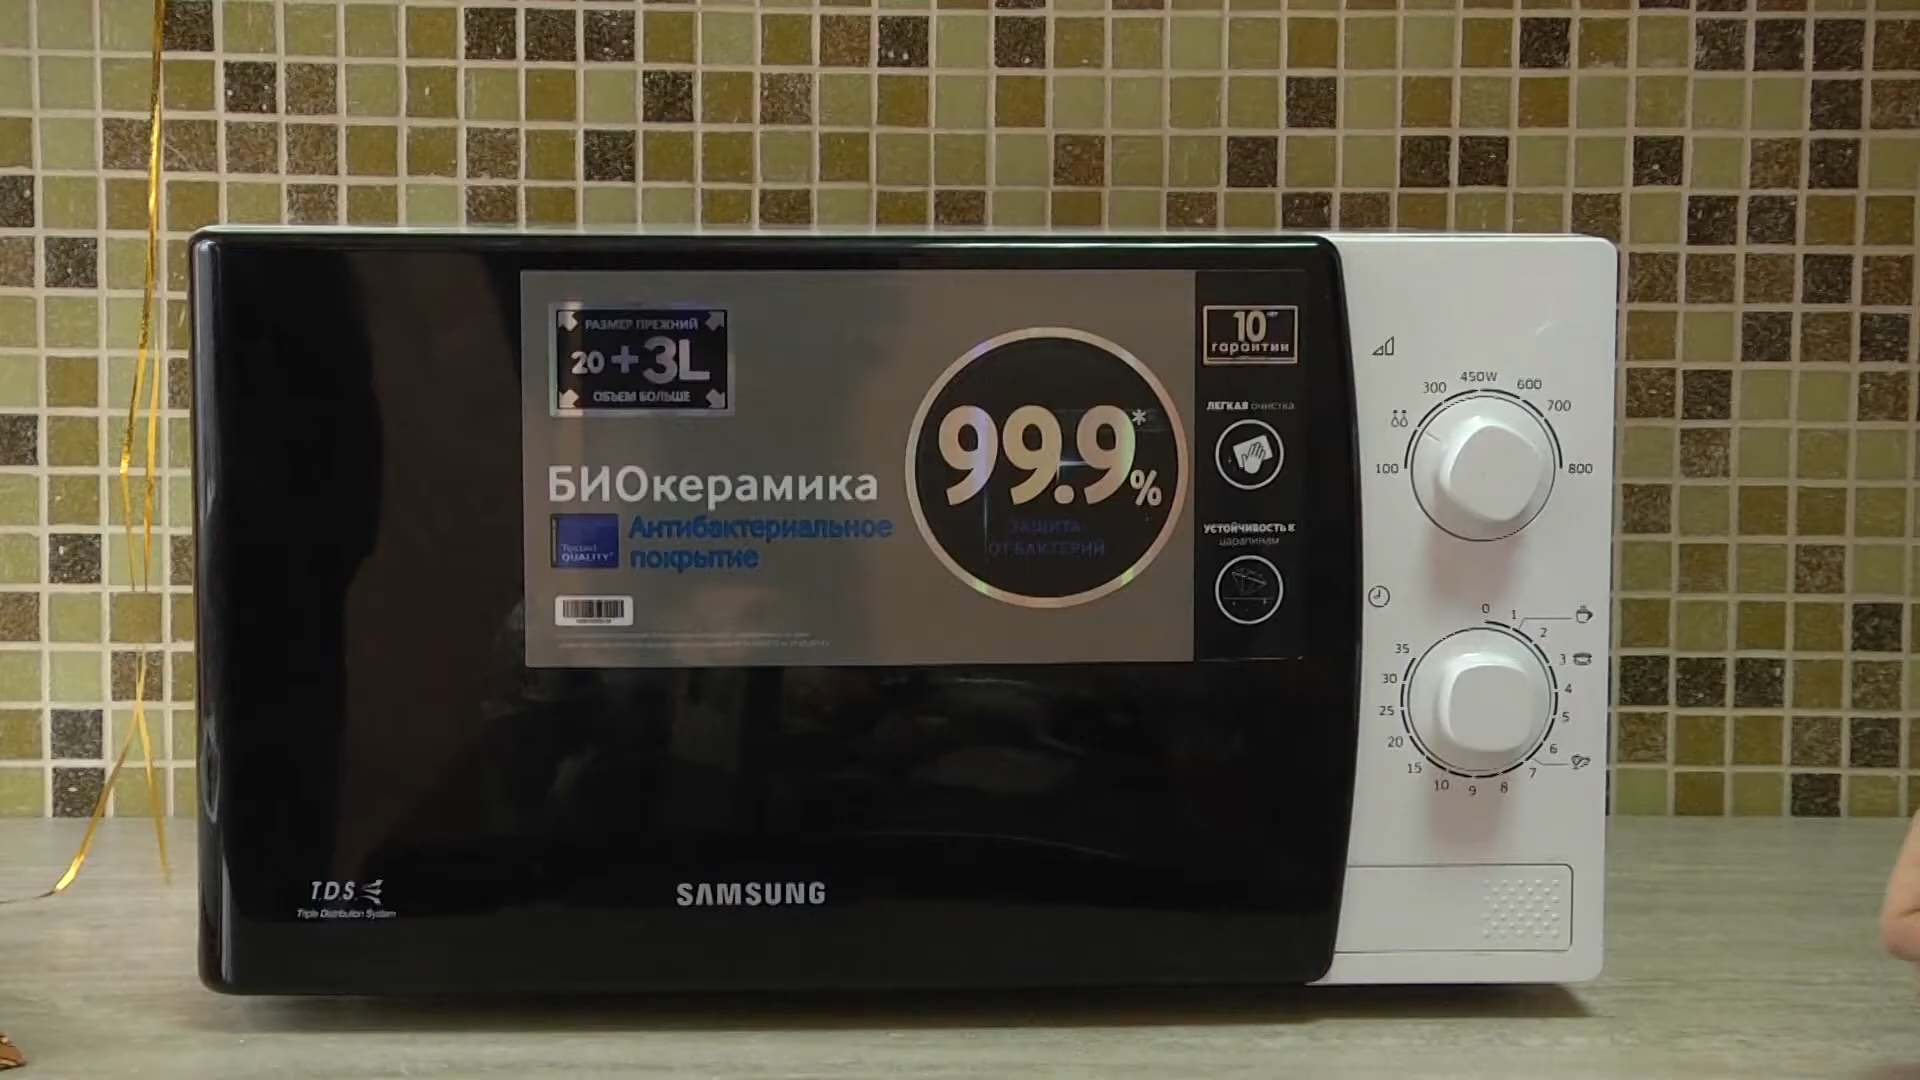 РАЗМЕР ПРЕЖНИЙ
20 + 3L
ОБЪЕМ БОЛЬШЕ
БИОкерамика
QUALITY
Антибактериальное
покрытие
99.9*%
ЗАЩИТА
ОТ БАКТЕРИЙ
10 лет
гарантии
ЛЕГКАЯ очистка
УСТОЙЧИВОСТЬ К
царапинам
T.D.S.
Triple Distribution System
SAMSUNG
100
300
450W
600
700
800
0
1
2
3
4
5
6
7
8
9
10
15
20
25
30
35